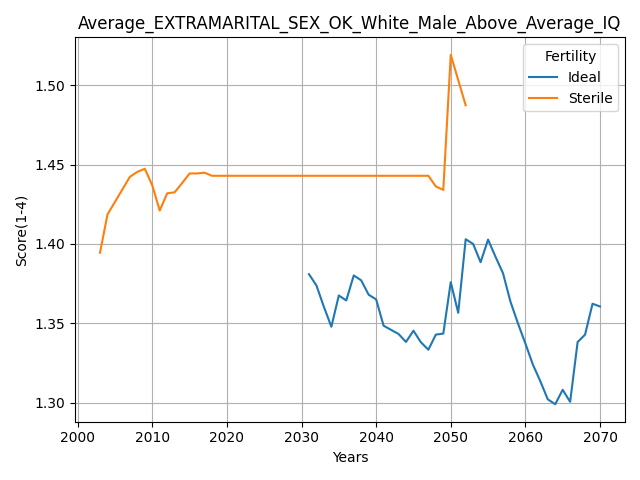 Average_EXTRAMARITAL_SEX_OK_White_Male_Above_Average_IQ
Fertility
Ideal
Sterile
Score(1-4)
1.50
1.45
1.40
1.35
1.30
2000 2010 2020 2030 2040 2050 2060 2070
Years